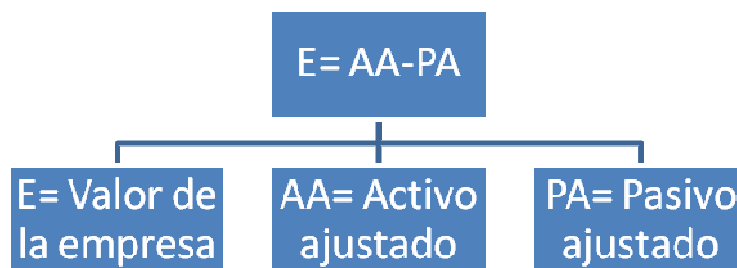 E= AA-PA
E= Valor de
la empresa
AA= Activo
ajustado
PA= Pasivo
ajustado